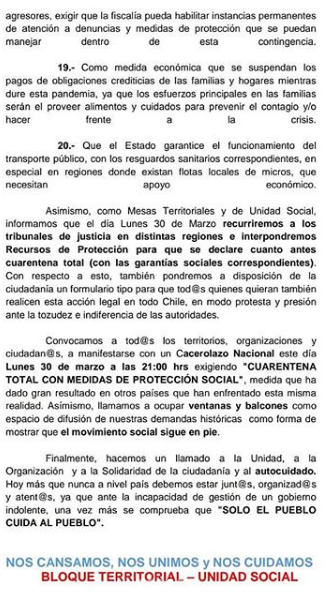 agresores, exigir que la fiscalía pueda habilitar instancias permanentes
de atención a denuncias y medidas de protección que se puedan
manejar dentro de esta contingencia.
19.- Como medida económica que se suspendan los
pagos de obligaciones crediticias de las familias y hogares mientras
dure esta pandemia, ya que los esfuerzos principales en las familias
serán el proveer alimentos y cuidados para prevenir el contagio y/o
hacer frente a la crisis.
20.- Que el Estado garantice el funcionamiento del
transporte público, con los resguardos sanitarios correspondientes, en
especial en regiones donde existan flotas locales de micros, que
necesitan apoyo económico.
Asimismo, como Mesas Territoriales y de Unidad Social,
informamos que el día Lunes 30 de Marzo recurriremos a los
tribunales de justicia en distintas regiones e interpondremos
Recursos de Protección para que se declare cuanto antes
cuarentena total (con las garantías sociales correspondientes).
Con respecto a esto, también pondremos a disposición de la
ciudadanía un formulario tipo para que tod@s quienes quieran también
realicen esta acción legal en todo Chile, en modo protesta y presión
ante la tozudez e indiferencia de las autoridades.
Convocamos a tod@s los territorios, organizaciones y
ciudadan@s, a manifestarse con un Cacerolazo Nacional este día
Lunes 30 de marzo a las 21:00 hrs exigiendo "CUARENTENA
TOTAL CON MEDIDAS DE PROTECCIÓN SOCIAL", medida que ha
dado gran resultado en otros países que han enfrentado esta misma
realidad. Asímismo, llamamos a ocupar ventanas y balcones como
espacio de difusión de nuestras demandas históricas como forma de
mostrar que el movimiento social sigue en pie.
Finalmente, hacemos un llamado a la Unidad, a la
Organización y a la Solidaridad de la ciudadanía y al autocuidado.
Hoy más que nunca a nivel país debemos estar junt@s, organizad@s
y atent@s, ya que ante la incapacidad de gestión de un gobierno
indolente, una vez más se comprueba que "SOLO EL PUEBLO
CUIDA AL PUEBLO".
NOS CANSAMOS, NOS UNIMOS y NOS CUIDAMOS
BLOQUE TERRITORIAL – UNIDAD SOCIAL